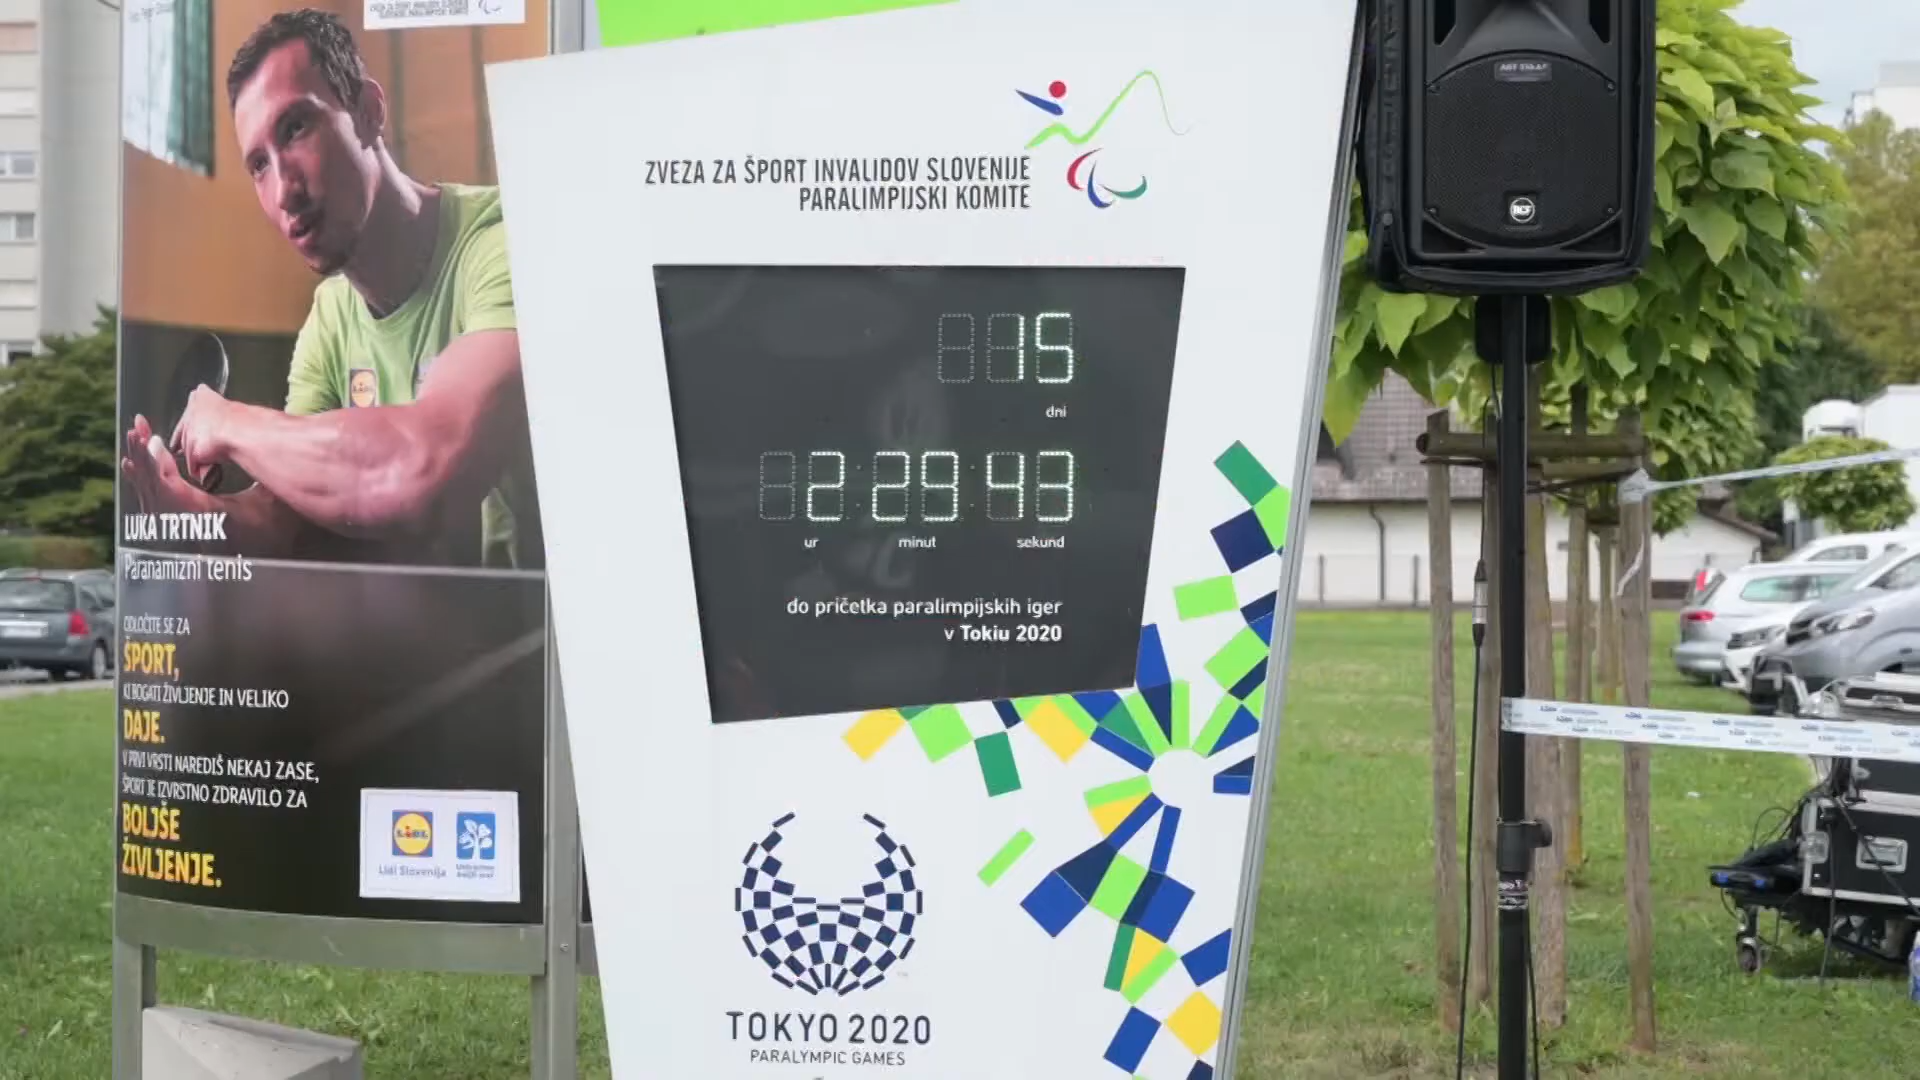 ZVEZA ZA ŠPORT INVALIDOV SLOVENIJE
PARALIMPIJSKI KOMITE
15
dni
2 : 29 : 43
ur minut sekund
do pričetka paralimpijskih iger
v Tokiu 2020
TOKYO 2020
PARALYMPIC GAMES
LUKA TRTNIK
Paranamizni tenis
ODLOČITE SE ZA
ŠPORT,
KI BOGATI ŽIVLJENJE IN VELIKO
DAJE.
V PRVI VRSTI NAREDIŠ NEKAJ ZASE,
ŠPORT JE IZVRSTNO ZDRAVILO ZA
BOLJŠE
ŽIVLJENJE.
LIDL
Lidl Slovenija
RCF